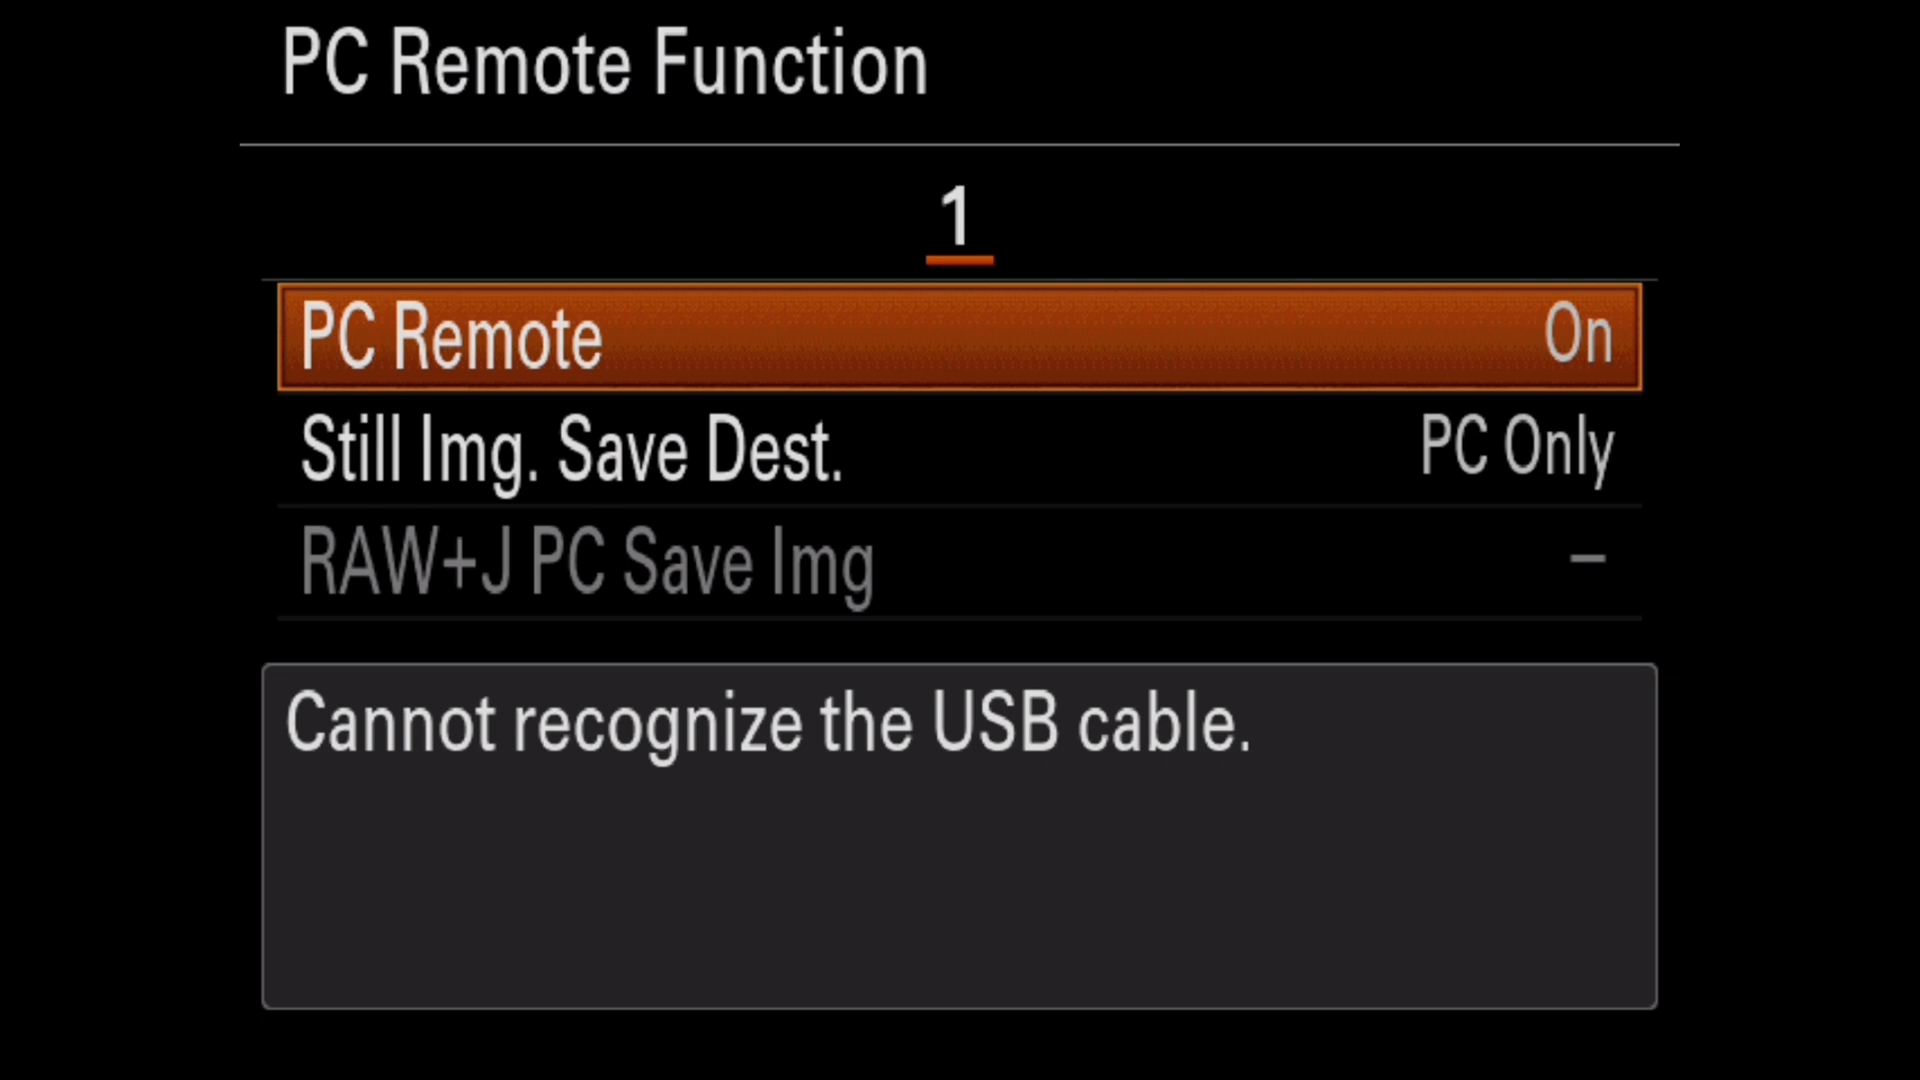 PC Remote Function
1
PC Remote On
Still Img. Save Dest. PC Only
RAW+J PC Save Img –
Cannot recognize the USB cable.